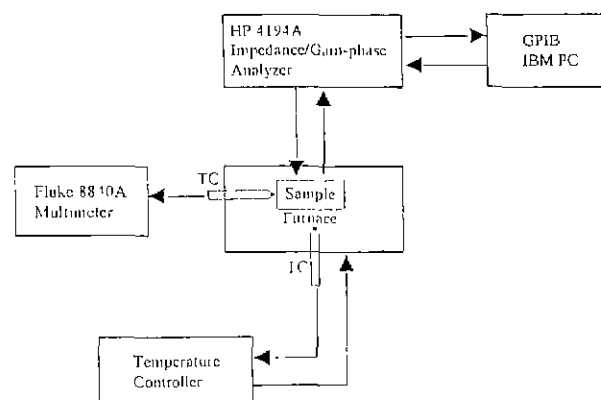 HP 4194A
Impedance/Gain-phase
Analyzer
GPIB
IBM PC
Fluke 8840A
Multimeter
TC
Sample
Furnace
TC
Temperature
Controller